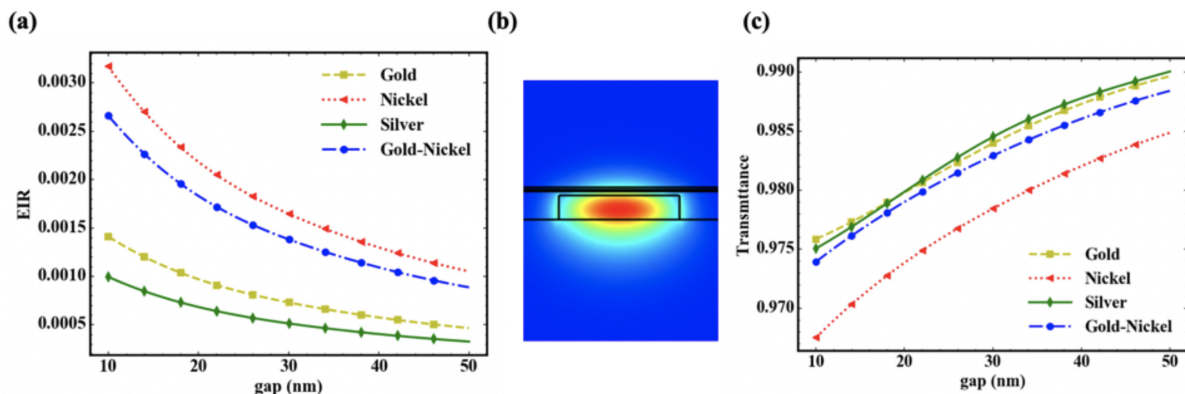 (a)
0.0030
0.0025
0.0020
0.0015
0.0010
0.0005
EIR
10 20 30 40 50
gap (nm)
Gold
Nickel
Silver
Gold-Nickel
(b)
(c)
0.990
0.985
0.980
0.975
0.970
Transmttance
10 20 30 40 50
gap (nm)
Gold
Nickel
Silver
Gold-Nickel